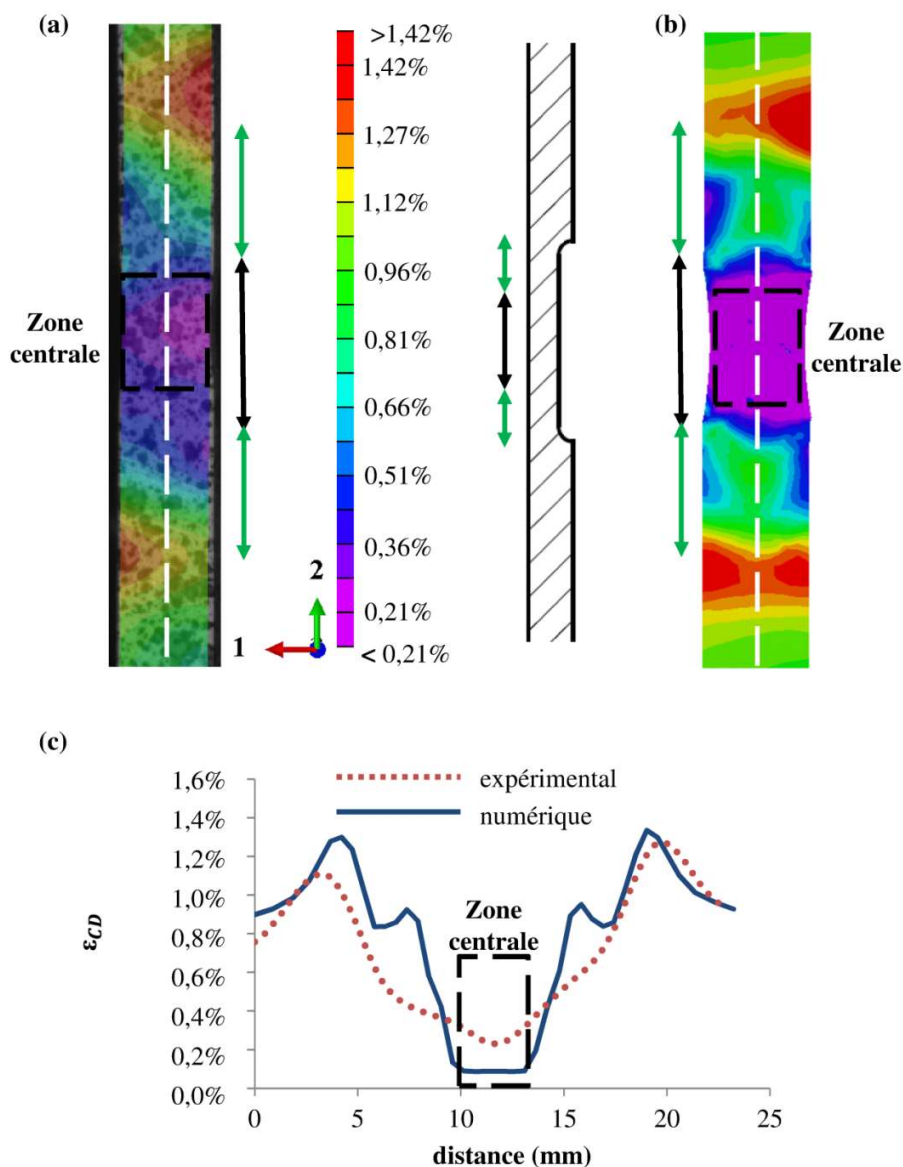 (a)
(b)
>1,42%
1,42%
1,27%
1,12%
0,96%
0,81%
0,66%
0,51%
0,36%
0,21%
< 0,21%
Zone
centrale
Zone
centrale
2
1
(c)
expérimental
numérique
Zone
centrale
1,6%
1,4%
1,2%
1,0%
0,8%
0,6%
0,4%
0,2%
0,0%
εCD
0
5
10
15
20
25
distance (mm)